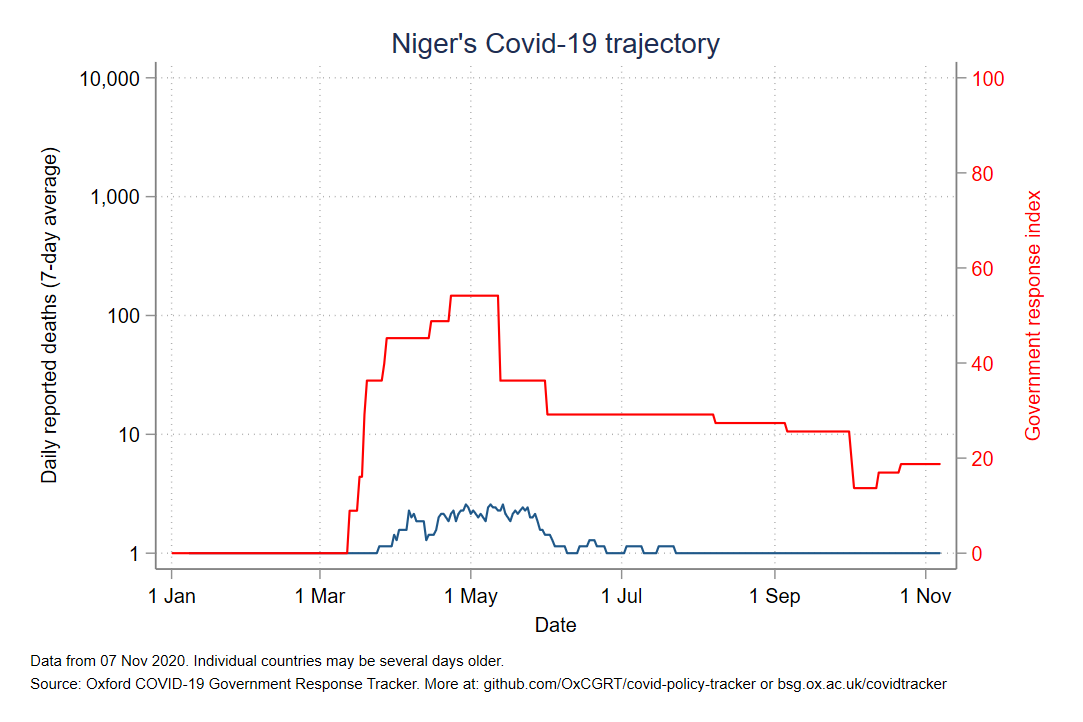 Niger's Covid-19 trajectory
Daily reported deaths (7-day average)
10,000
1,000
100
10
1
100
80
60
40
20
0
Government response index
1 Jan
1 Mar
1 May
1 Jul
1 Sep
1 Nov
Date
Data from 07 Nov 2020. Individual countries may be several days older.
Source: Oxford COVID-19 Government Response Tracker. More at: github.com/OxCGRT/covid-policy-tracker or bsg.ox.ac.uk/covidtracker